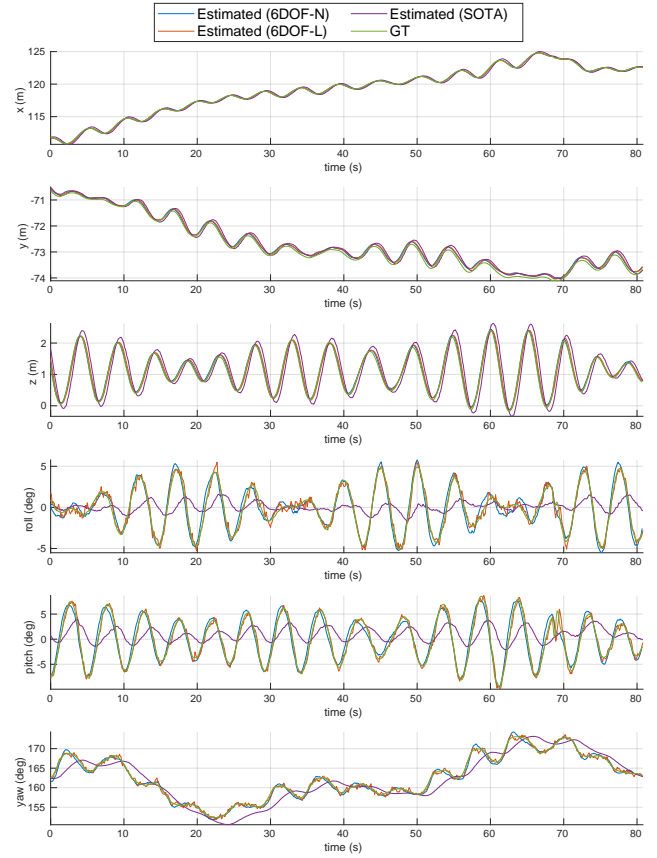 Estimated (6DOF-N) Estimated (SOTA)
Estimated (6DOF-L) GT
125
120
115
x (m)
0 10 20 30 40 50 60 70 80
time (s)
-71
-72
-73
-74
y (m)
0 10 20 30 40 50 60 70 80
time (s)
2
1
0
z (m)
0 10 20 30 40 50 60 70 80
time (s)
5
0
-5
roll (deg)
0 10 20 30 40 50 60 70 80
time (s)
5
0
-5
pitch (deg)
0 10 20 30 40 50 60 70 80
time (s)
170
165
160
155
yaw (deg)
0 10 20 30 40 50 60 70 80
time (s)